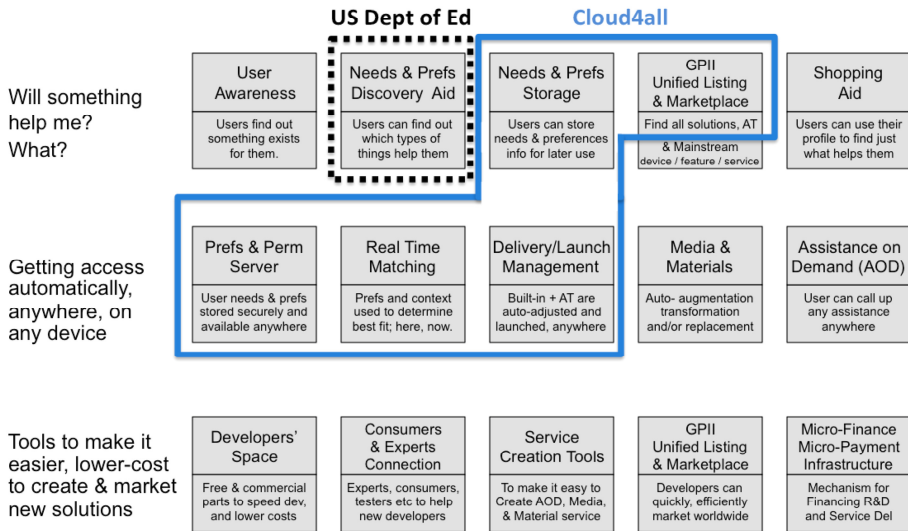 US Dept of Ed
Cloud4all
Will something
help me?
What?
User
Awareness
Users find out
something exists
for them.
Needs & Prefs
Discovery Aid
Users can find out
which types of
things help them
Needs & Prefs
Storage
Users can store
needs & preferences
info for later use
GPII
Unified Listing
& Marketplace
Find all solutions, AT
& Mainstream
device / feature / service
Shopping
Aid
Users can use their
profile to find just
what helps them
Getting access
automatically,
anywhere, on
any device
Prefs & Perm
Server
User needs & prefs
stored securely and
available anywhere
Real Time
Matching
Prefs and context
used to determine
best fit; here, now.
Delivery/Launch
Management
Built-in + AT are
auto-adjusted and
launched, anywhere
Media &
Materials
Auto- augmentation
transformation
and/or replacement
Assistance on
Demand (AOD)
User can call up
any assistance
anywhere
Tools to make it
easier, lower-cost
to create & market
new solutions
Developers’
Space
Free & commercial
parts to speed dev,
and lower costs
Consumers
& Experts
Connection
Experts, consumers,
testers etc to help
new developers
Service
Creation Tools
To make it easy to
Create AOD, Media,
& Material service
GPII
Unified Listing
& Marketplace
Developers can
quickly, efficiently
market worldwide
Micro-Finance
Micro-Payment
Infrastructure
Mechanism for
Financing R&D
and Service Del